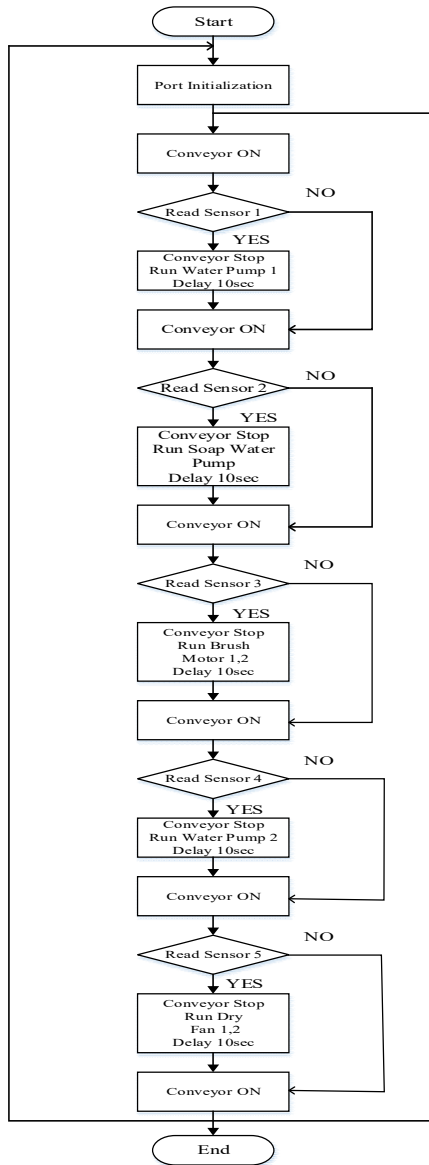 Start
Port Initialization
Conveyor ON
Read Sensor 1
NO
YES
Conveyor Stop
Run Water Pump 1
Delay 10sec
Conveyor ON
Read Sensor 2
NO
YES
Conveyor Stop
Run Soap Water
Pump
Delay 10sec
Conveyor ON
Read Sensor 3
NO
YES
Conveyor Stop
Run Brush
Motor 1,2
Delay 10sec
Conveyor ON
Read Sensor 4
NO
YES
Conveyor Stop
Run Water Pump 2
Delay 10sec
Conveyor ON
Read Sensor 5
NO
YES
Conveyor Stop
Run Dry
Fan 1,2
Delay 10sec
Conveyor ON
End